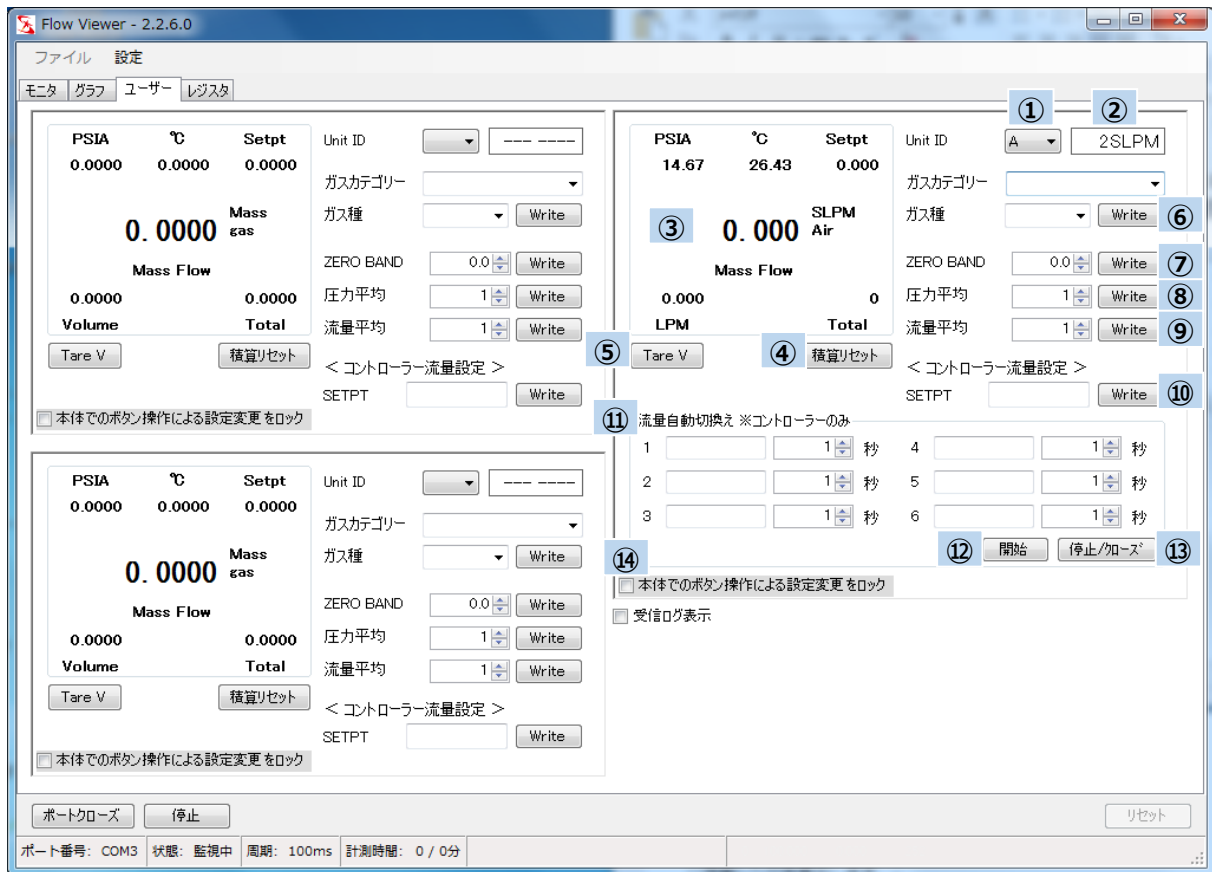 Flow Viewer - 2.2.6.0
ファイル 設定
モニタ グラフ ユーザー レジスタ
PSIA ℃ Setpt
0.0000 0.0000 0.0000
0.0000 Mass gas
Mass Flow
0.0000 0.0000
Volume Total
Tare V 積算リセット
Unit ID --- ----
ガスカテゴリー
ガス種 Write
ZERO BAND 0.0 Write
圧力平均 1 Write
流量平均 1 Write
< コントローラー流量設定 >
SETPT Write
本体でのボタン操作による設定変更をロック
PSIA ℃ Setpt
0.0000 0.0000 0.0000
0.0000 Mass gas
Mass Flow
0.0000 0.0000
Volume Total
Tare V 積算リセット
Unit ID --- ----
ガスカテゴリー
ガス種 Write
ZERO BAND 0.0 Write
圧力平均 1 Write
流量平均 1 Write
< コントローラー流量設定 >
SETPT Write
本体でのボタン操作による設定変更をロック
① ②
PSIA ℃ Setpt
14.67 26.43 0.000
③ 0.000 SLPM Air
Mass Flow
0.000 0
LPM Total
⑤ Tare V ④ 積算リセット
Unit ID A 2SLPM
ガスカテゴリー
ガス種 Write ⑥
ZERO BAND 0.0 Write ⑦
圧力平均 1 Write ⑧
流量平均 1 Write ⑨
< コントローラー流量設定 >
SETPT Write ⑩
⑪ 流量自動切換え ※コントローラーのみ
1 1 秒 4 1 秒
2 1 秒 5 1 秒
3 1 秒 6 1 秒
⑫ 開始 停止/クローズ ⑬
⑭
本体でのボタン操作による設定変更をロック
受信ログ表示
ポートクローズ 停止 リセット
ポート番号: COM3 状態: 監視中 周期: 100ms 計測時間: 0 / 0分